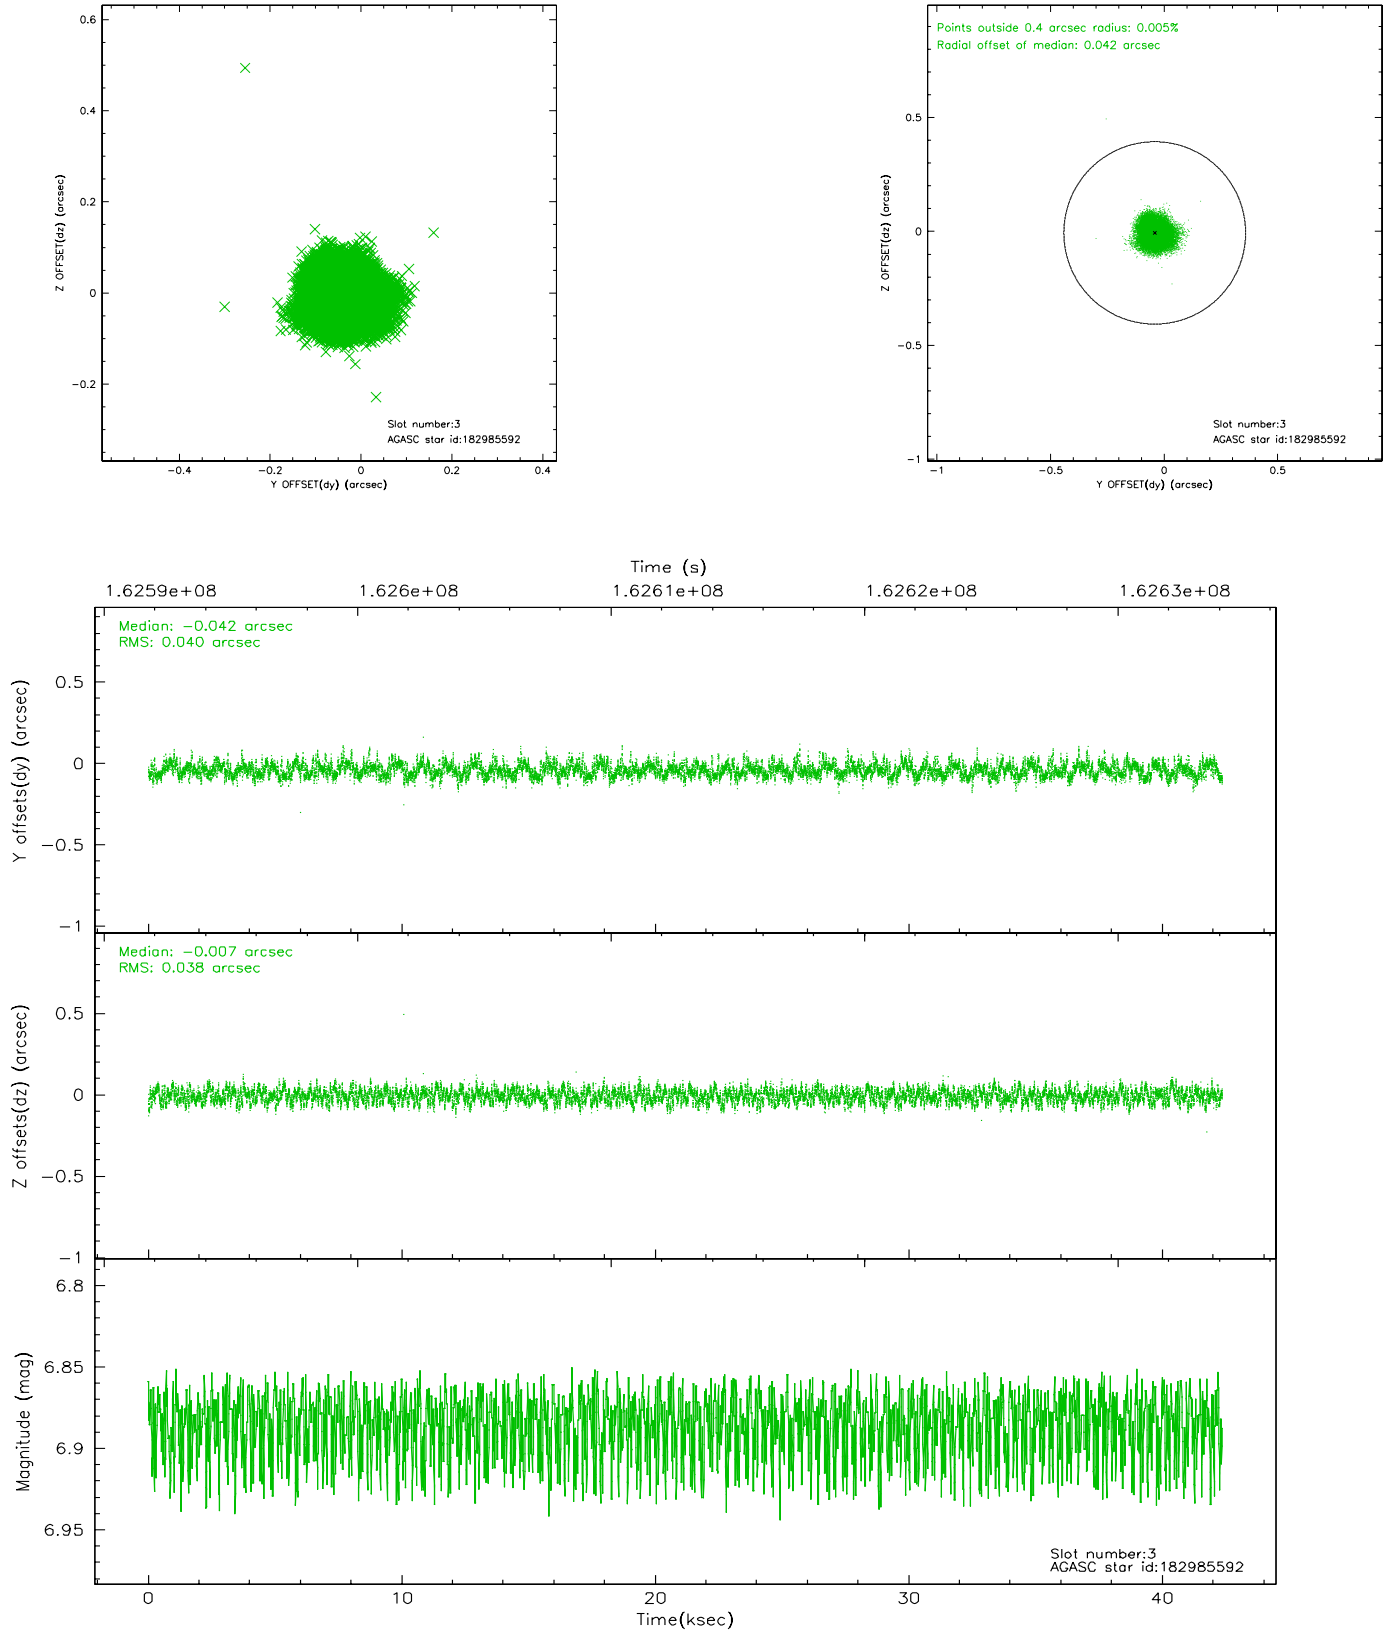 0.6
0.4
0.2
0
−0.2
Z OFFSET(dz) (arcsec)
Slot number:3
AGASC star id:182985592
−0.4 −0.2 0 0.2 0.4
Y OFFSET(dy) (arcsec)
Points outside 0.4 arcsec radius: 0.005%
Radial offset of median: 0.042 arcsec
0.5
0
−0.5
−1
Z OFFSET(dz) (arcsec)
Slot number:3
AGASC star id:182985592
−1 −0.5 0 0.5
Y OFFSET(dy) (arcsec)
Time (s)
1.6259e+08 1.626e+08 1.6261e+08 1.6262e+08 1.6263e+08
Median: −0.042 arcsec
RMS: 0.040 arcsec
0.5
0
−0.5
−1
Y offsets(dy) (arcsec)
Median: −0.007 arcsec
RMS: 0.038 arcsec
0.5
0
−0.5
−1
Z offsets(dz) (arcsec)
6.8
6.85
6.9
6.95
Magnitude (mag)
Slot number:3
AGASC star id:182985592
0 10 20 30 40
Time(ksec)